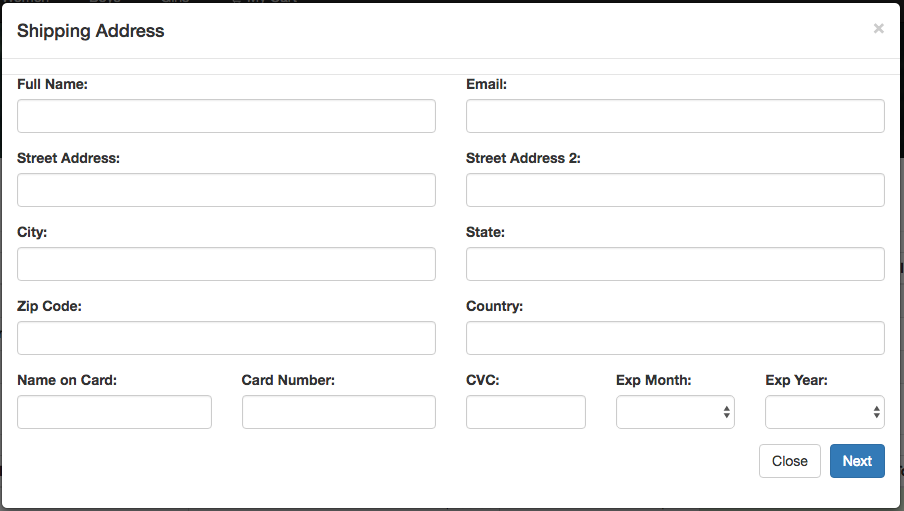 Shipping Address ×
Full Name: Email:
Street Address: Street Address 2:
City: State:
Zip Code: Country:
Name on Card: Card Number: CVC: Exp Month: Exp Year:
Close Next